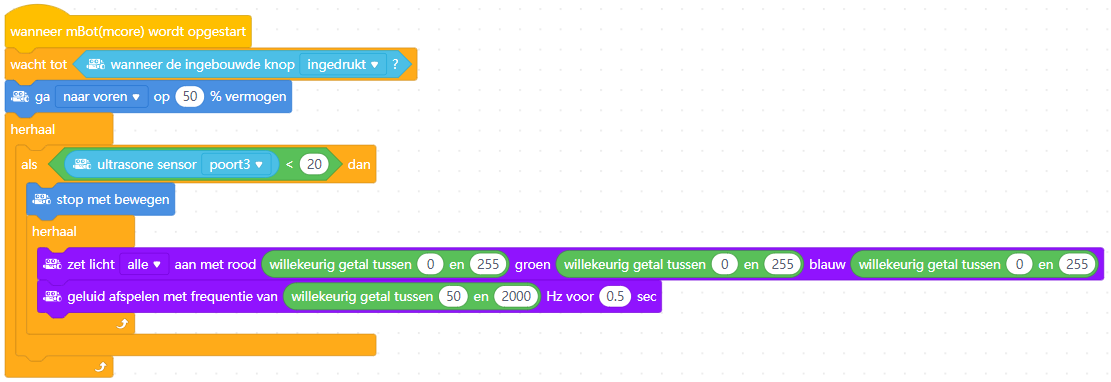 wanneer mBot(mcore) wordt opgestart
wacht tot wanneer de ingebouwde knop ingedrukt ?
ga naar voren op 50 % vermogen
herhaal
als ultrasone sensor poort3 < 20 dan
stop met bewegen
herhaal
zet licht alle aan met rood willekeurig getal tussen 0 en 255 groen willekeurig getal tussen 0 en 255 blauw willekeurig getal tussen 0 en 255
geluid afspelen met frequentie van willekeurig getal tussen 50 en 2000 Hz voor 0.5 sec